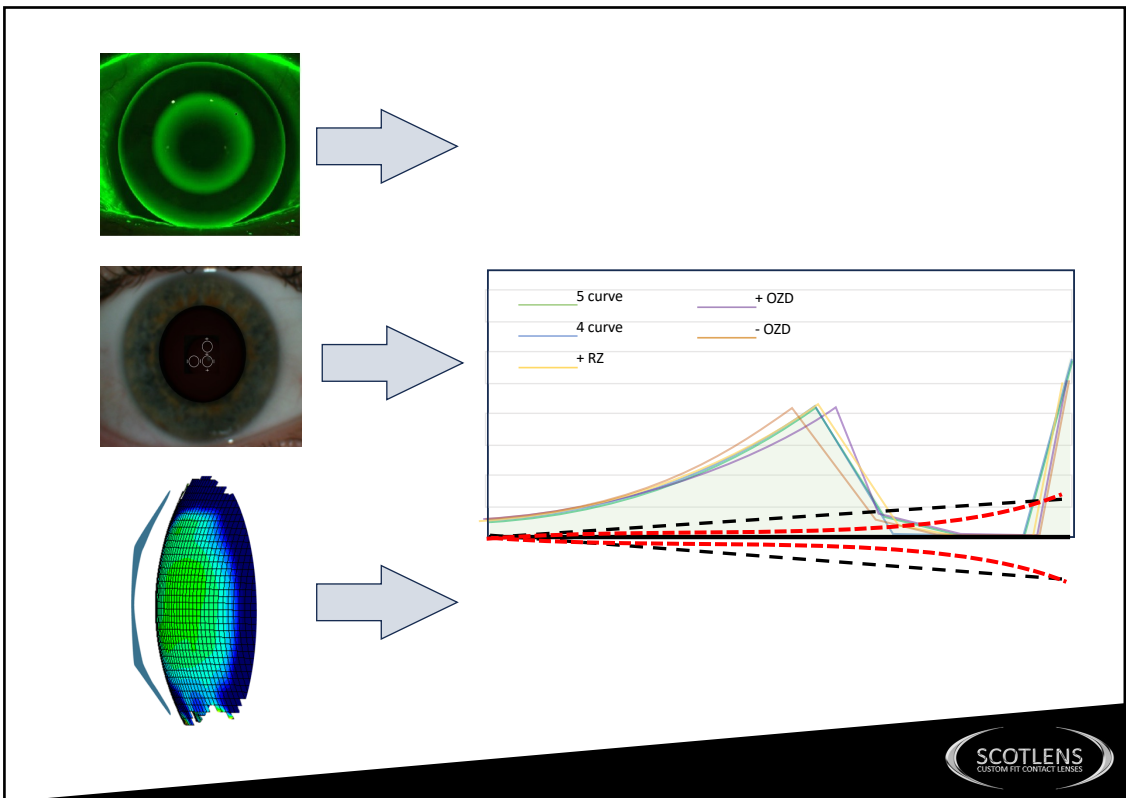 5 curve
+ OZD
4 curve
- OZD
+ RZ
SCOTLENS
CUSTOM FIT CONTACT LENSES